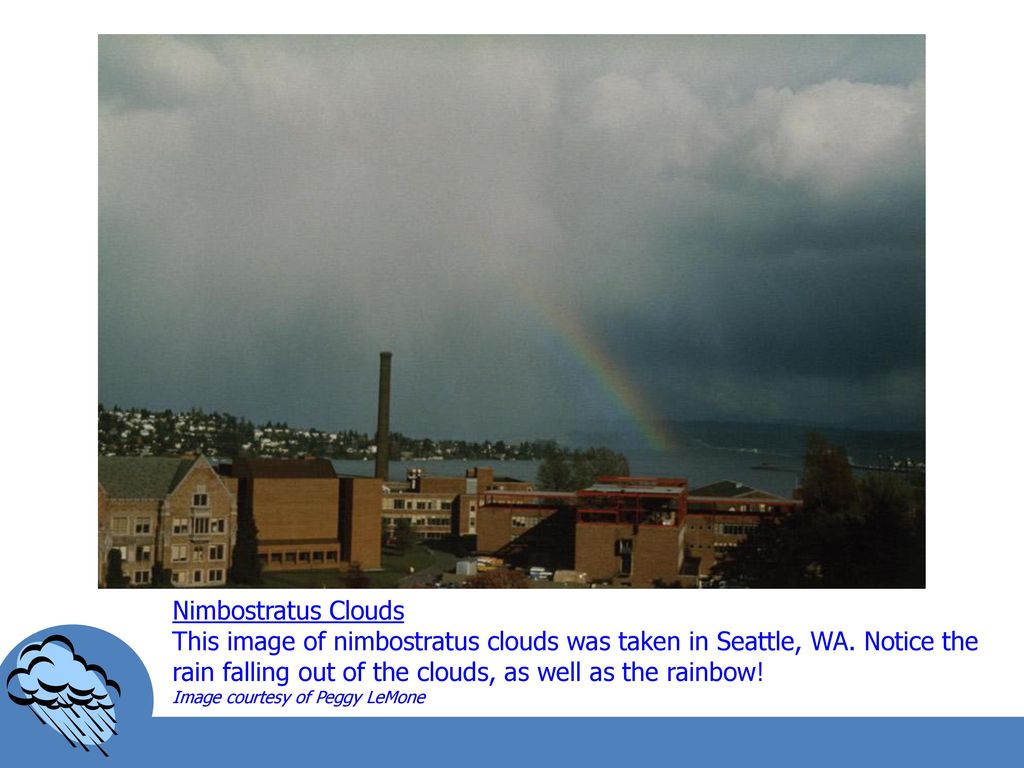 Nimbostratus Clouds
This image of nimbostratus clouds was taken in Seattle, WA. Notice the
rain falling out of the clouds, as well as the rainbow!
Image courtesy of Peggy LeMone